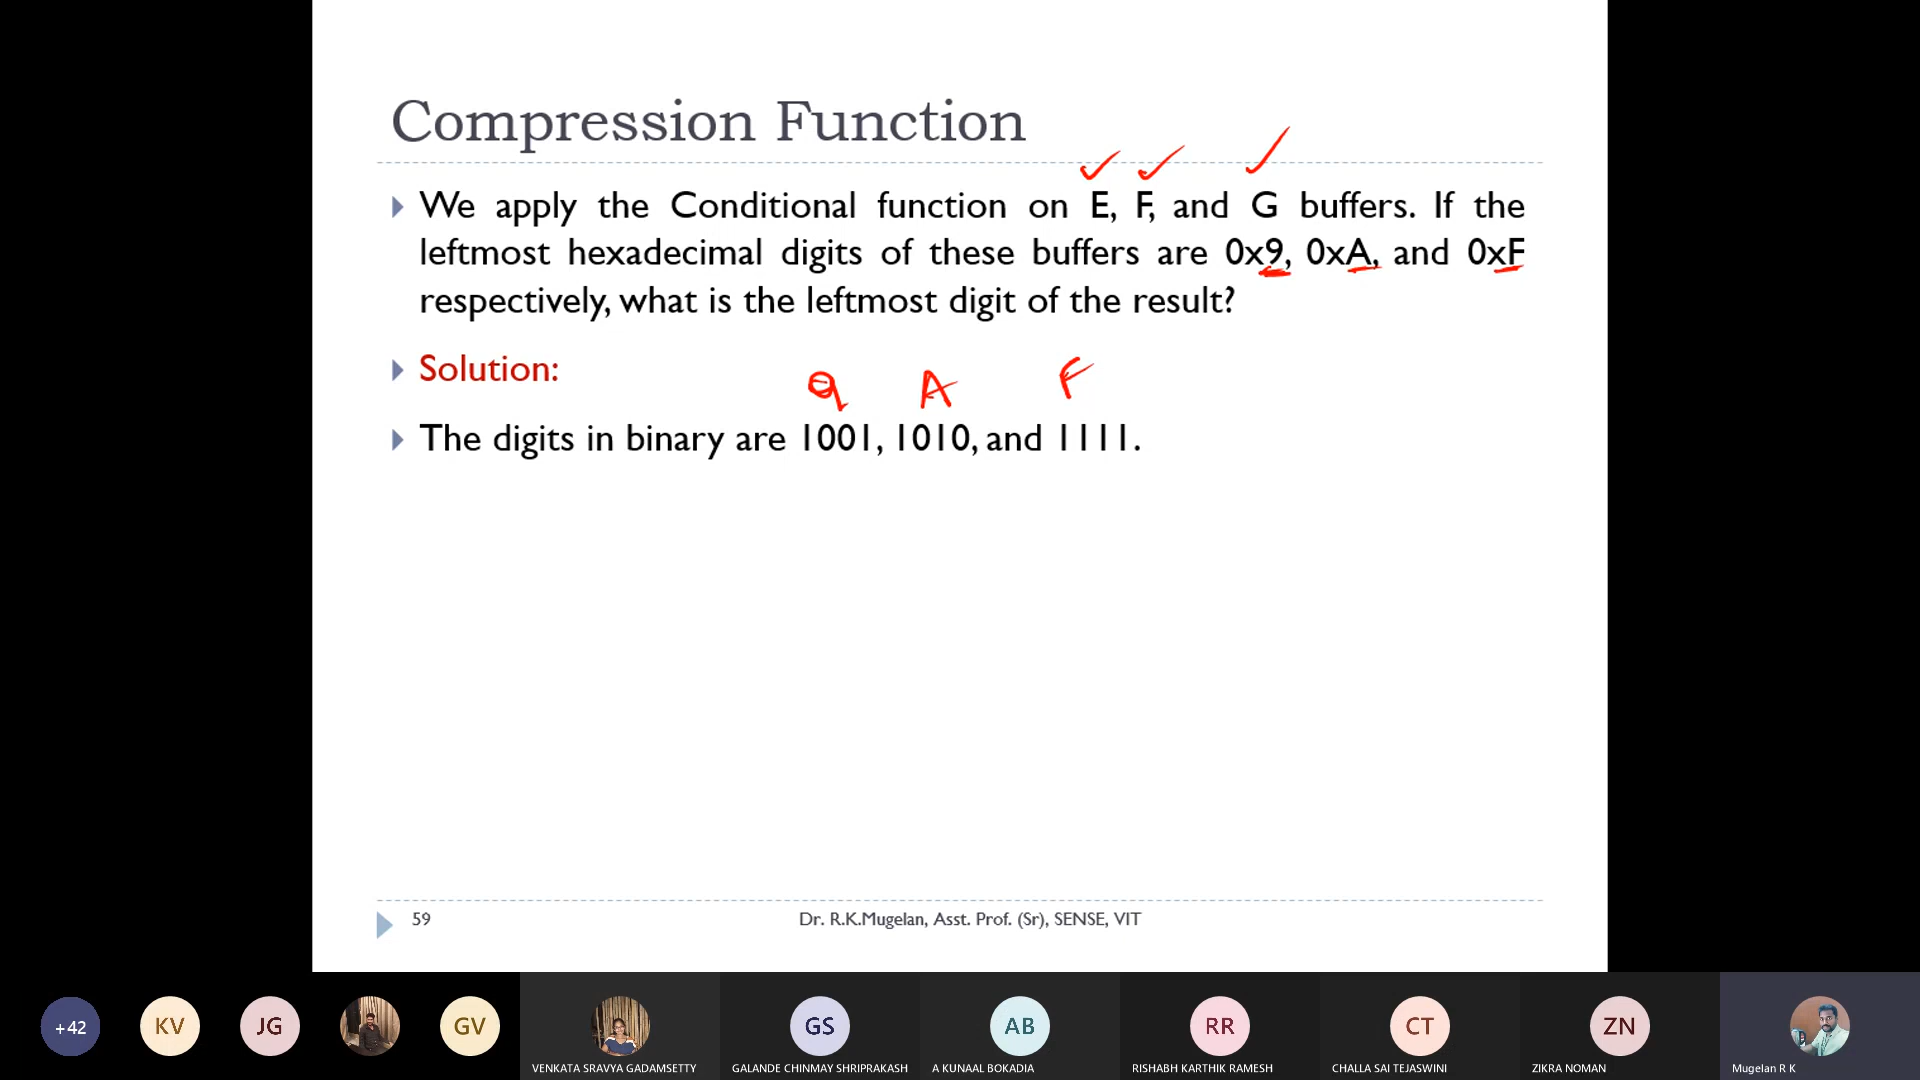 Compression Function
We apply the Conditional function on E, F, and G buffers. If the
leftmost hexadecimal digits of these buffers are 0x9, 0xA, and 0xF
respectively, what is the leftmost digit of the result?
Solution:
9 A F
The digits in binary are 1001, 1010, and 1111.
59 Dr. R.K.Mugelan, Asst. Prof. (Sr), SENSE, VIT
+42 KV JG GV GS AB RR CT ZN
VENKATA SRAVYA GADAMSETTY GALANDE CHINMAY SHRIPRAKASH A KUNAAL BOKADIA RISHABH KARTHIK RAMESH CHALLA SAI TEJASWINI ZIKRA NOMAN Mugelan R K